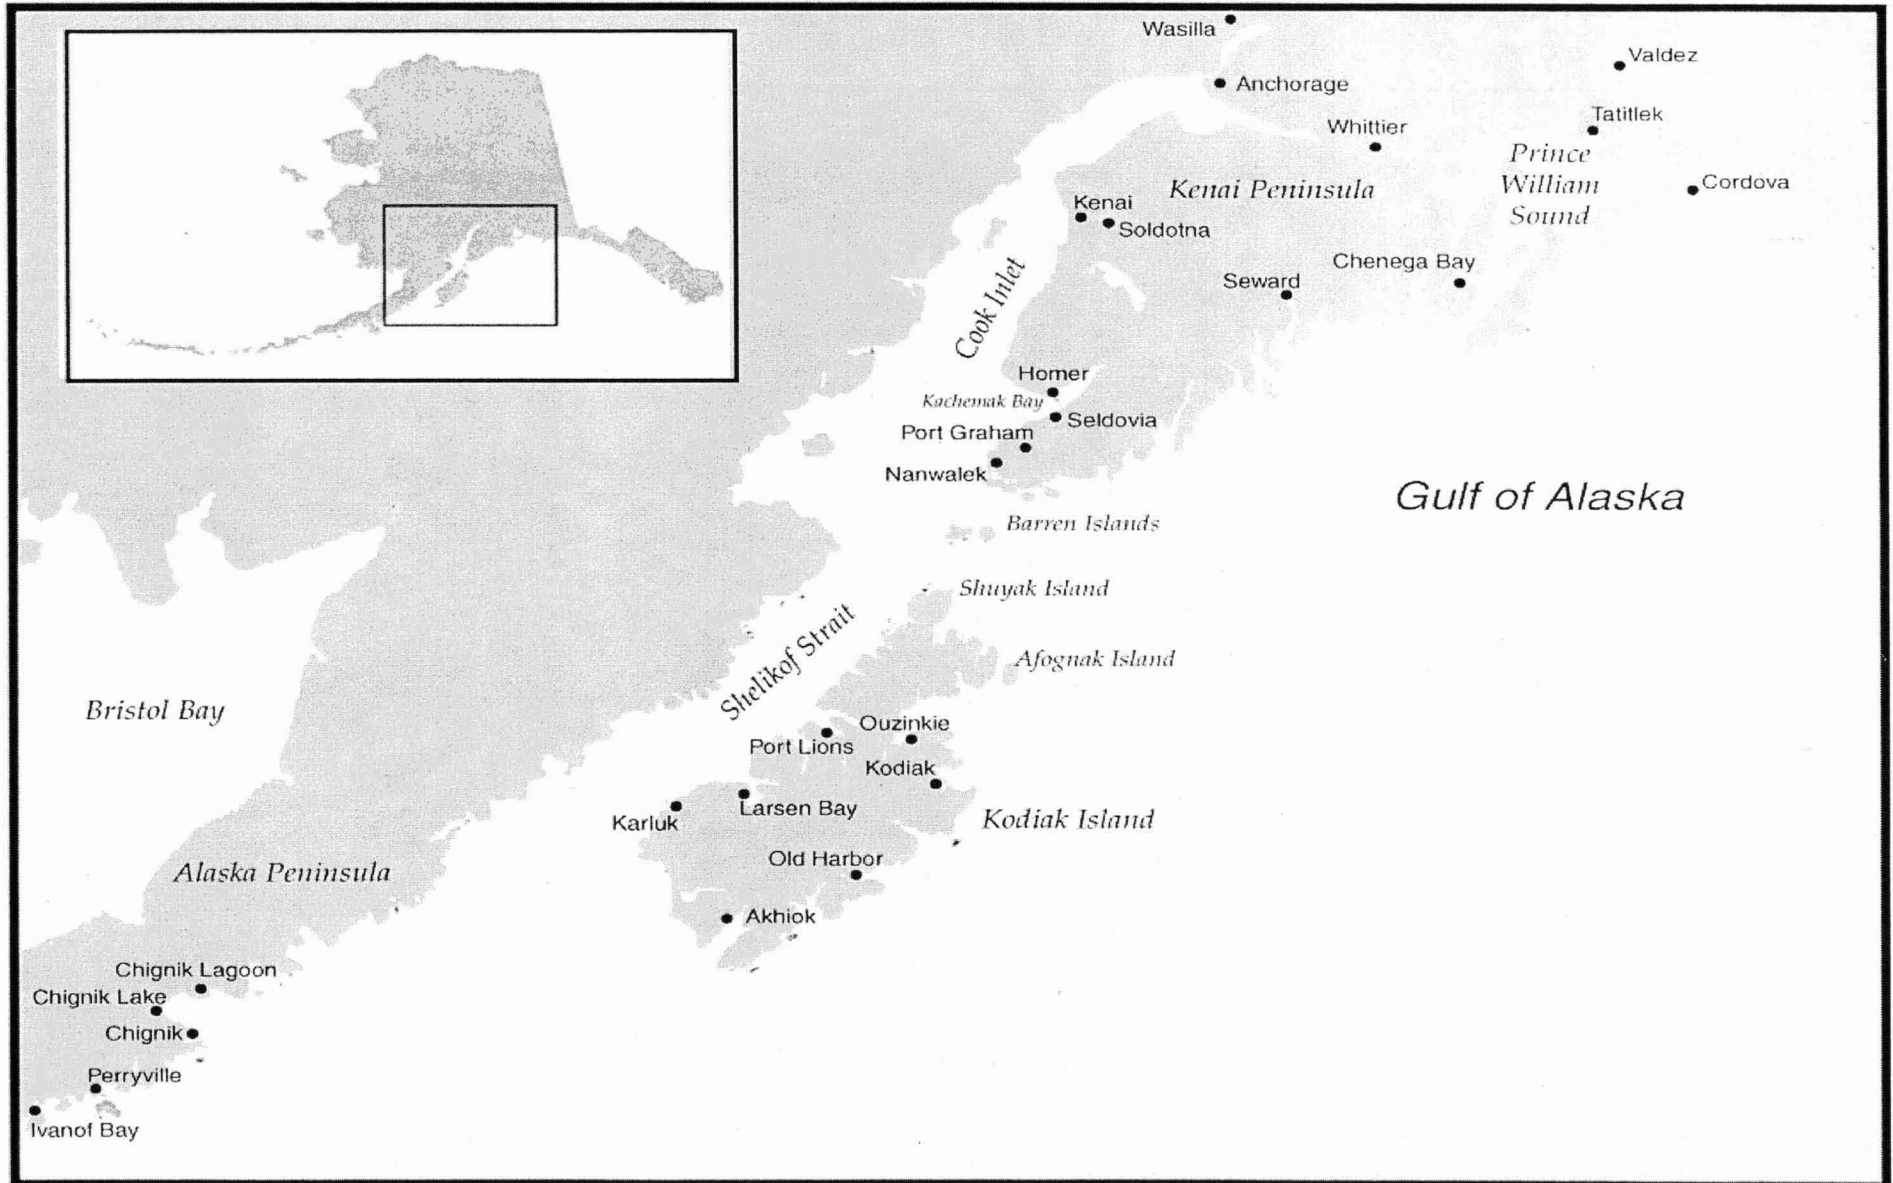 Wasilla
Valdez
Anchorage
Tatitlek
Whittier
Prince
William
Sound
Cordova
Kenai Peninsula
Kenai
Soldotna
Chenega Bay
Seward
Cook Inlet
Homer
Kachemak Bay
Seldovia
Port Graham
Nanwalek
Gulf of Alaska
Barren Islands
Shuyak Island
Shelikof Strait
Afognak Island
Bristol Bay
Ouzinkie
Port Lions
Kodiak
Larsen Bay
Karluk
Kodiak Island
Old Harbor
Alaska Peninsula
Akhiok
Chignik Lagoon
Chignik Lake
Chignik
Perryville
Ivanof Bay